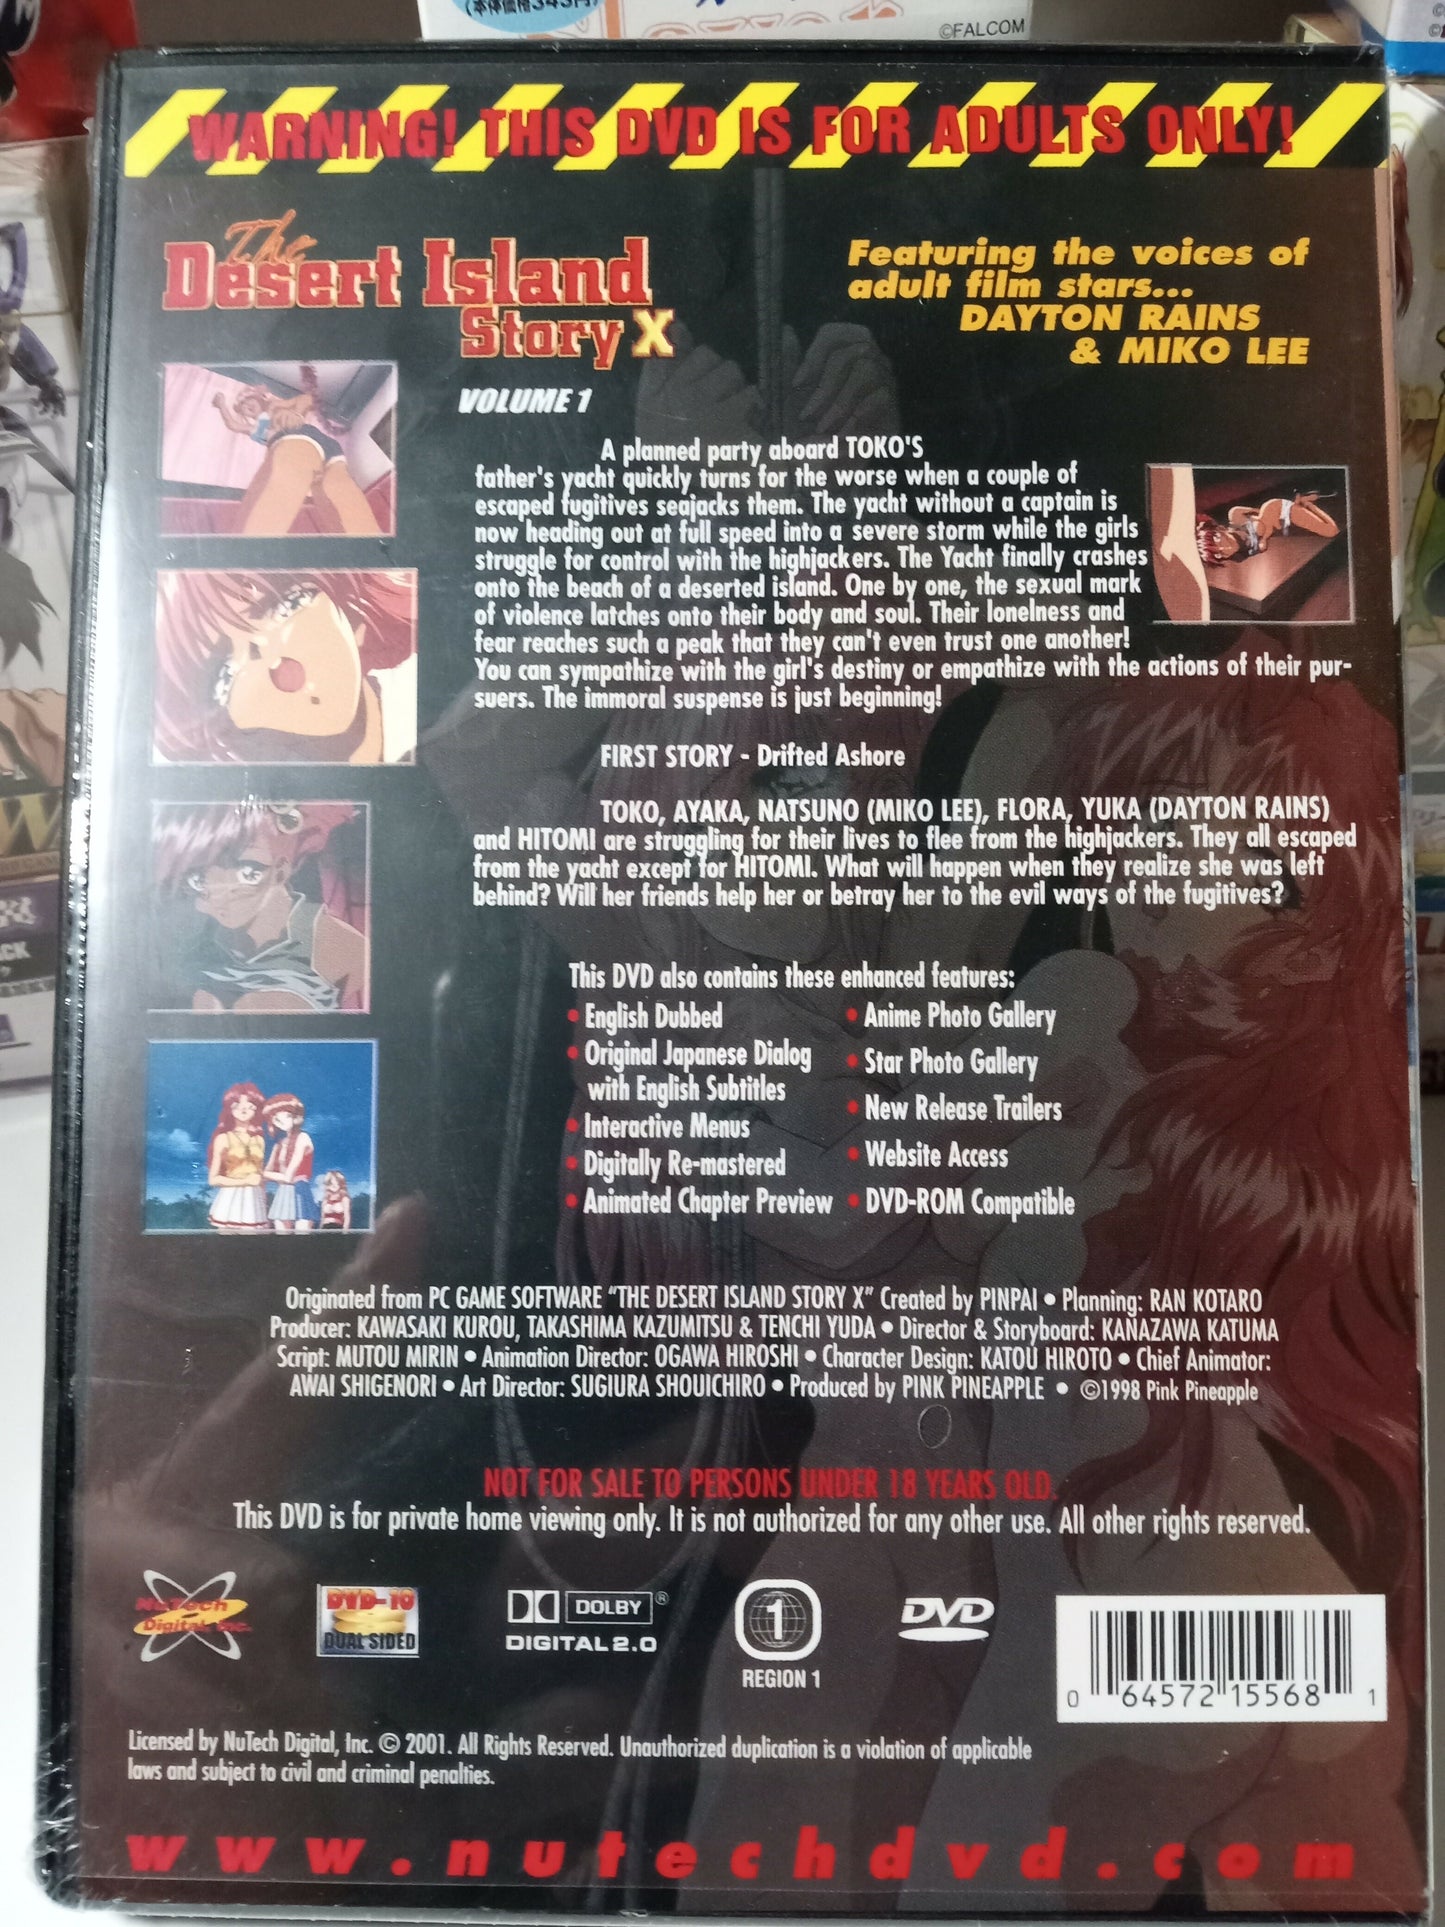 (本体価格343円)
©FALCOM
WARNING! THIS DVD IS FOR ADULTS ONLY!
The
Desert Island
Story X
VOLUME 1
Featuring the voices of
adult film stars...
DAYTON RAINS
& MIKO LEE
A planned party aboard TOKO'S
father's yacht quickly turns for the worse when a couple of
escaped fugitives seajacks them. The yacht without a captain is
now heading out at full speed into a severe storm while the girls
struggle for control with the highjackers. The Yacht finally crashes
onto the beach of a deserted island. One by one, the sexual mark
of violence latches onto their body and soul. Their lonelness and
fear reaches such a peak that they can't even trust one another!
You can sympathize with the girl's destiny or empathize with the actions of their pur-
suers. The immoral suspense is just beginning!
FIRST STORY - Drifted Ashore
TOKO, AYAKA, NATSUNO (MIKO LEE), FLORA, YUKA (DAYTON RAINS)
and HITOMI are struggling for their lives to flee from the highjackers. They all escaped
from the yacht except for HITOMI. What will happen when they realize she was left
behind? Will her friends help her or betray her to the evil ways of the fugitives?
This DVD also contains these enhanced features:
• English Dubbed
• Original Japanese Dialog
with English Subtitles
• Interactive Menus
• Digitally Re-mastered
• Animated Chapter Preview
• Anime Photo Gallery
• Star Photo Gallery
• New Release Trailers
• Website Access
• DVD-ROM Compatible
Originated from PC GAME SOFTWARE "THE DESERT ISLAND STORY X" Created by PINPAI • Planning: RAN KOTARO
Producer: KAWASAKI KUROU, TAKASHIMA KAZUMITSU & TENCHI YUDA • Director & Storyboard: KANAZAWA KATUMA
Script: MUTOU MIRIN • Animation Director: OGAWA HIROSHI • Character Design: KATOU HIROTO • Chief Animator:
AWAI SHIGENORI • Art Director: SUGIURA SHOUICHIRO • Produced by PINK PINEAPPLE • ©1998 Pink Pineapple
NOT FOR SALE TO PERSONS UNDER 18 YEARS OLD.
This DVD is for private home viewing only. It is not authorized for any other use. All other rights reserved.
NuTech
Digital, Inc.
DVD-10
DUAL SIDED
DOLBY®
DIGITAL 2.0
1
REGION 1
DVD
0 64572 15568 1
Licensed by NuTech Digital, Inc. © 2001. All Rights Reserved. Unauthorized duplication is a violation of applicable
laws and subject to civil and criminal penalties.
www.nutechdvd.com